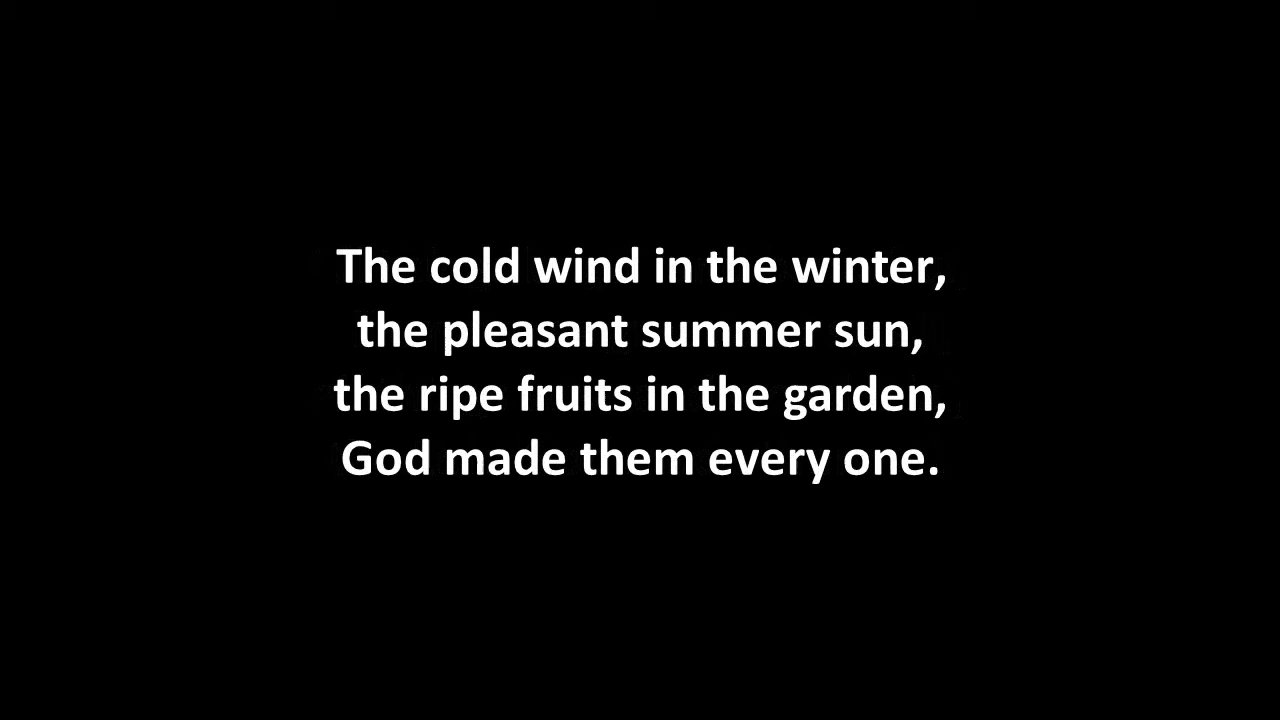 The cold wind in the winter,
the pleasant summer sun,
the ripe fruits in the garden,
God made them every one.